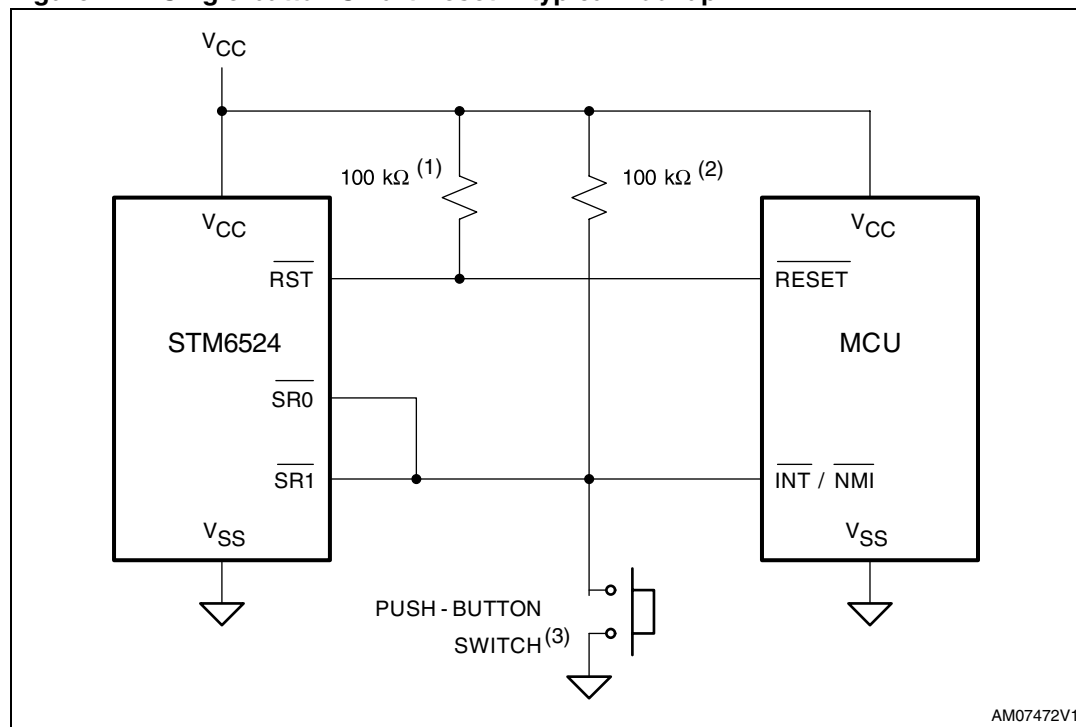 V_CC
100 kΩ (1)
100 kΩ (2)
V_CC
V_CC
RST
RESET
STM6524
MCU
SR0
SR1
INT / NMI
V_SS
V_SS
PUSH - BUTTON
SWITCH (3)
AM07472V1